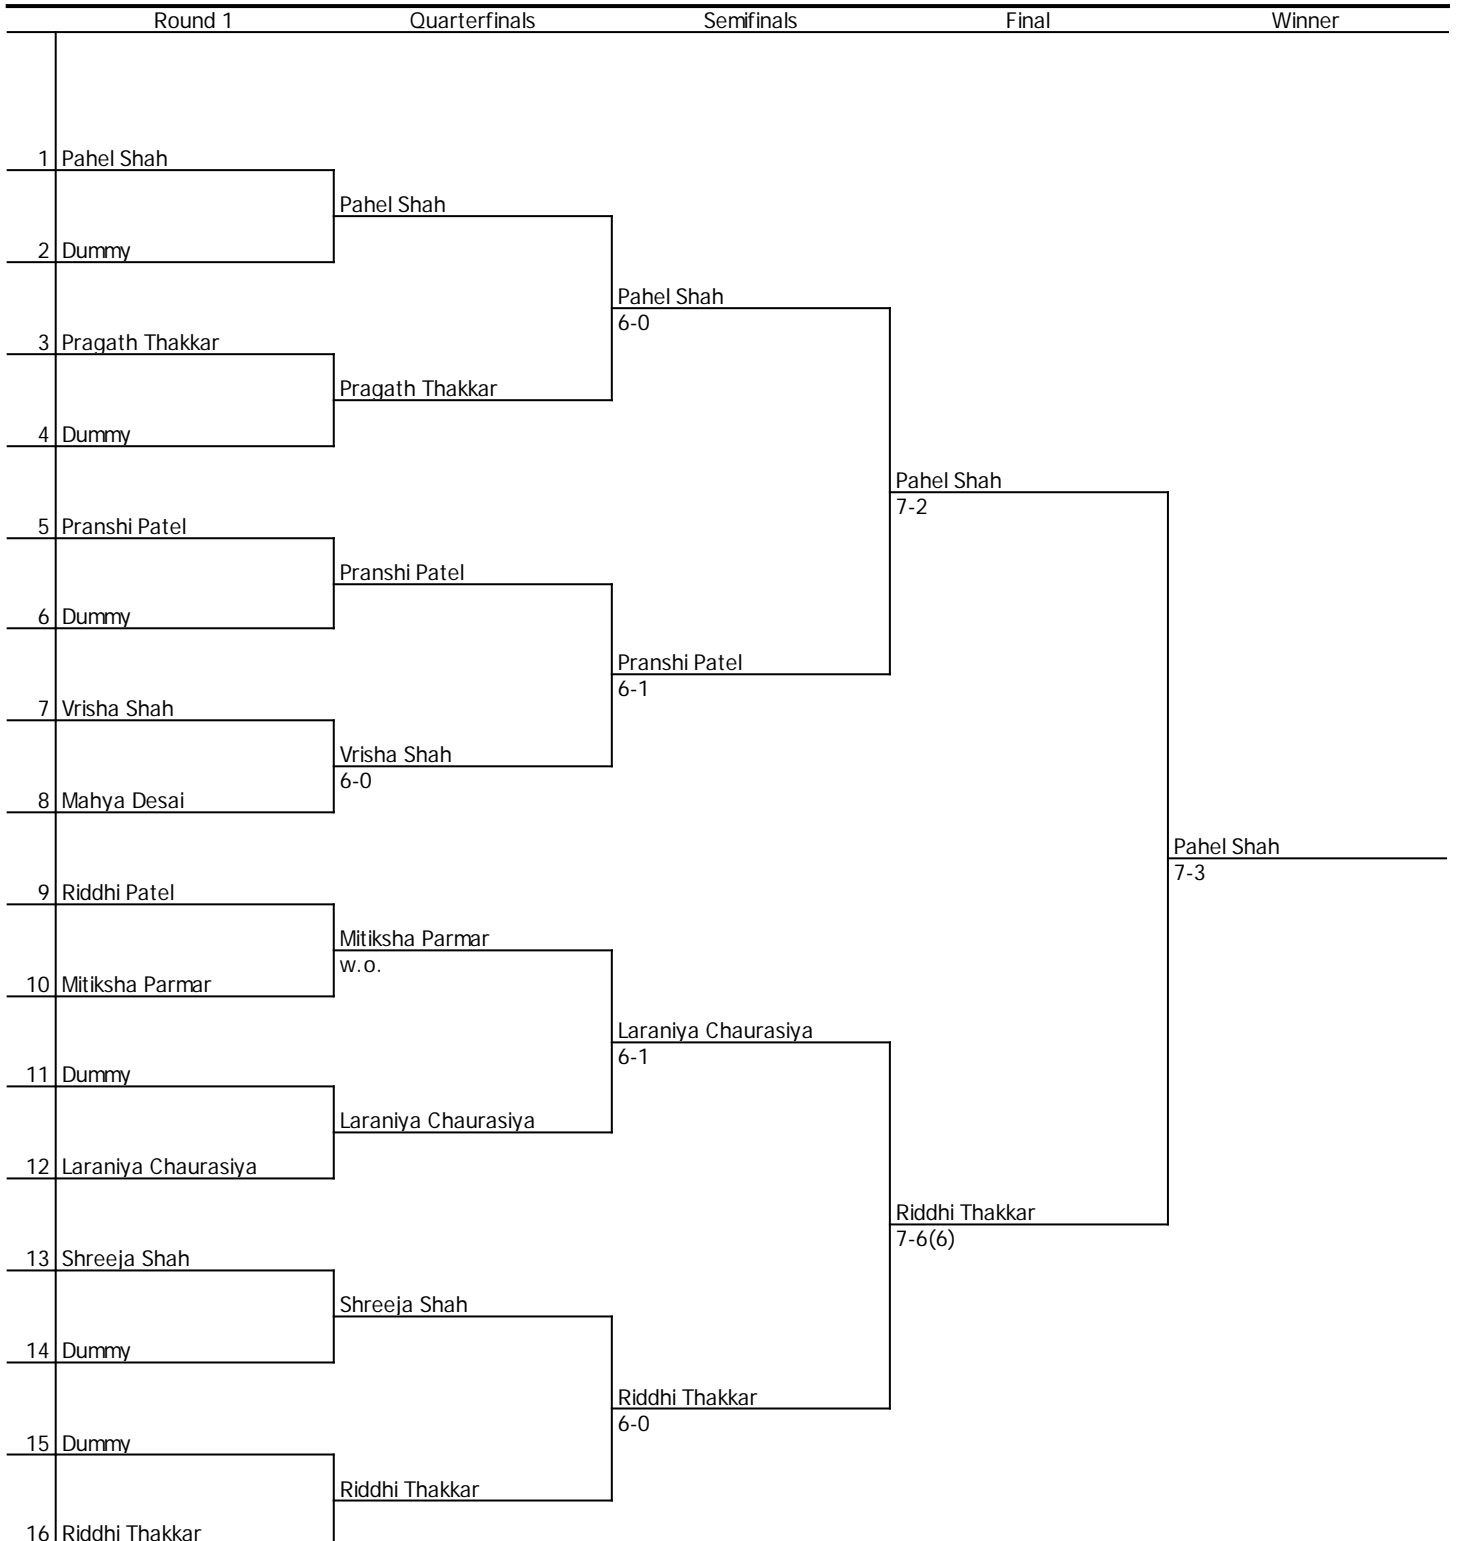 Round 1 Quarterfinals Semifinals Final Winner
1 Pahel Shah
Pahel Shah
2 Dummy
Pahel Shah
6-0
3 Pragath Thakkar
Pragath Thakkar
4 Dummy
Pahel Shah
7-2
5 Pranshi Patel
Pranshi Patel
6 Dummy
Pranshi Patel
6-1
7 Vrisha Shah
Vrisha Shah
6-0
8 Mahya Desai
Pahel Shah
7-3
9 Riddhi Patel
Mitiksha Parmar
w.o.
10 Mitiksha Parmar
Laraniya Chaurasiya
6-1
11 Dummy
Laraniya Chaurasiya
12 Laraniya Chaurasiya
Riddhi Thakkar
7-6(6)
13 Shreeja Shah
Shreeja Shah
14 Dummy
Riddhi Thakkar
6-0
15 Dummy
Riddhi Thakkar
16 Riddhi Thakkar